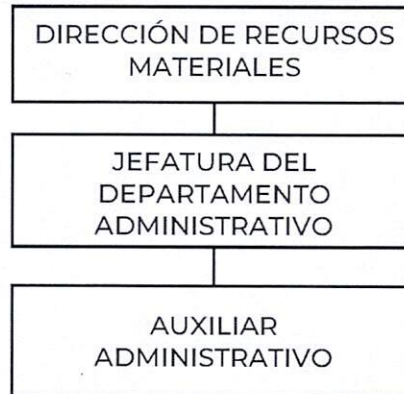 DIRECCIÓN DE RECURSOS
MATERIALES
JEFATURA DEL
DEPARTAMENTO
ADMINISTRATIVO
AUXILIAR
ADMINISTRATIVO